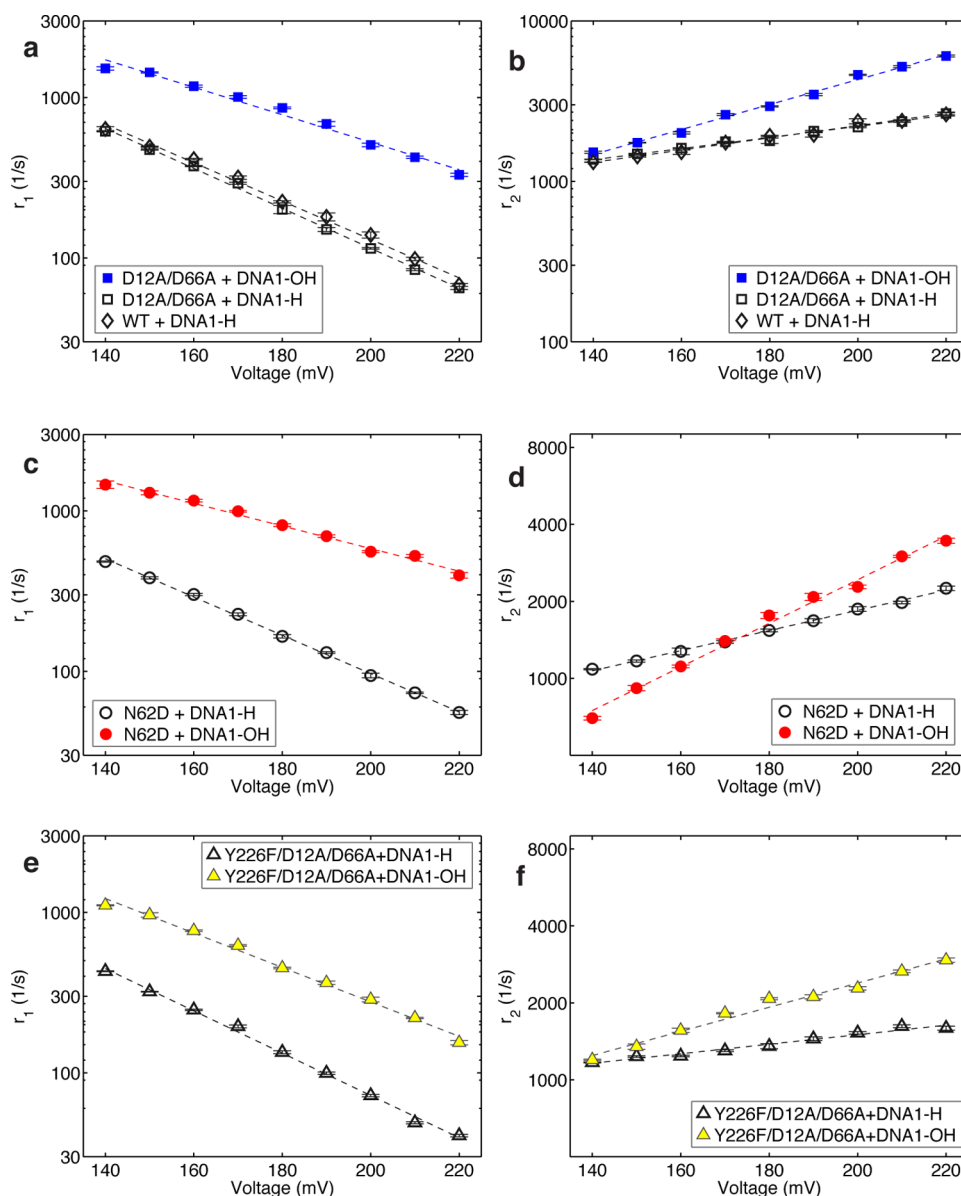 a
3000
1000
300
100
30
r1 (1/s)
D12A/D66A + DNA1-OH
D12A/D66A + DNA1-H
WT + DNA1-H
140 160 180 200 220
Voltage (mV)
b
10000
3000
1000
300
100
r2 (1/s)
D12A/D66A + DNA1-OH
D12A/D66A + DNA1-H
WT + DNA1-H
140 160 180 200 220
Voltage (mV)
c
3000
1000
300
100
30
r1 (1/s)
N62D + DNA1-H
N62D + DNA1-OH
140 160 180 200 220
Voltage (mV)
d
8000
4000
2000
1000
r2 (1/s)
N62D + DNA1-H
N62D + DNA1-OH
140 160 180 200 220
Voltage (mV)
e
3000
1000
300
100
30
r1 (1/s)
Y226F/D12A/D66A+DNA1-H
Y226F/D12A/D66A+DNA1-OH
140 160 180 200 220
Voltage (mV)
f
8000
4000
2000
1000
r2 (1/s)
Y226F/D12A/D66A+DNA1-H
Y226F/D12A/D66A+DNA1-OH
140 160 180 200 220
Voltage (mV)